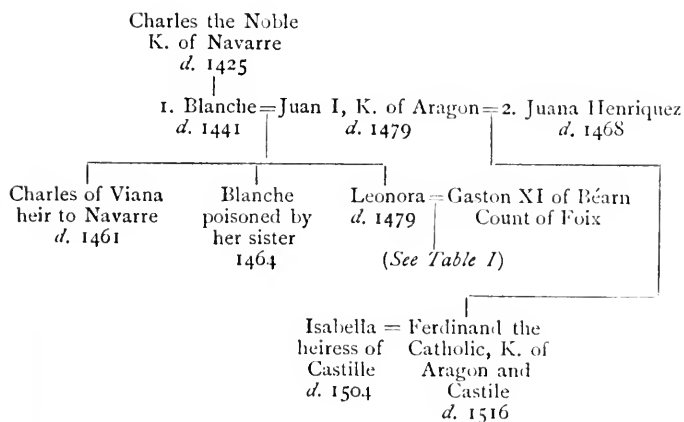 Charles the Noble
K. of Navarre
d. 1425
1. Blanche=Juan I, K. of Aragon=2. Juana Henriquez
d. 1441 d. 1479 d. 1468
Charles of Viana Blanche Leonora=Gaston XI of Béarn
heir to Navarre poisoned by d. 1479 Count of Foix
d. 1461 her sister
1464 (See Table I)
Isabella = Ferdinand the
heiress of Catholic, K. of
Castille Aragon and
d. 1504 Castile
d. 1516